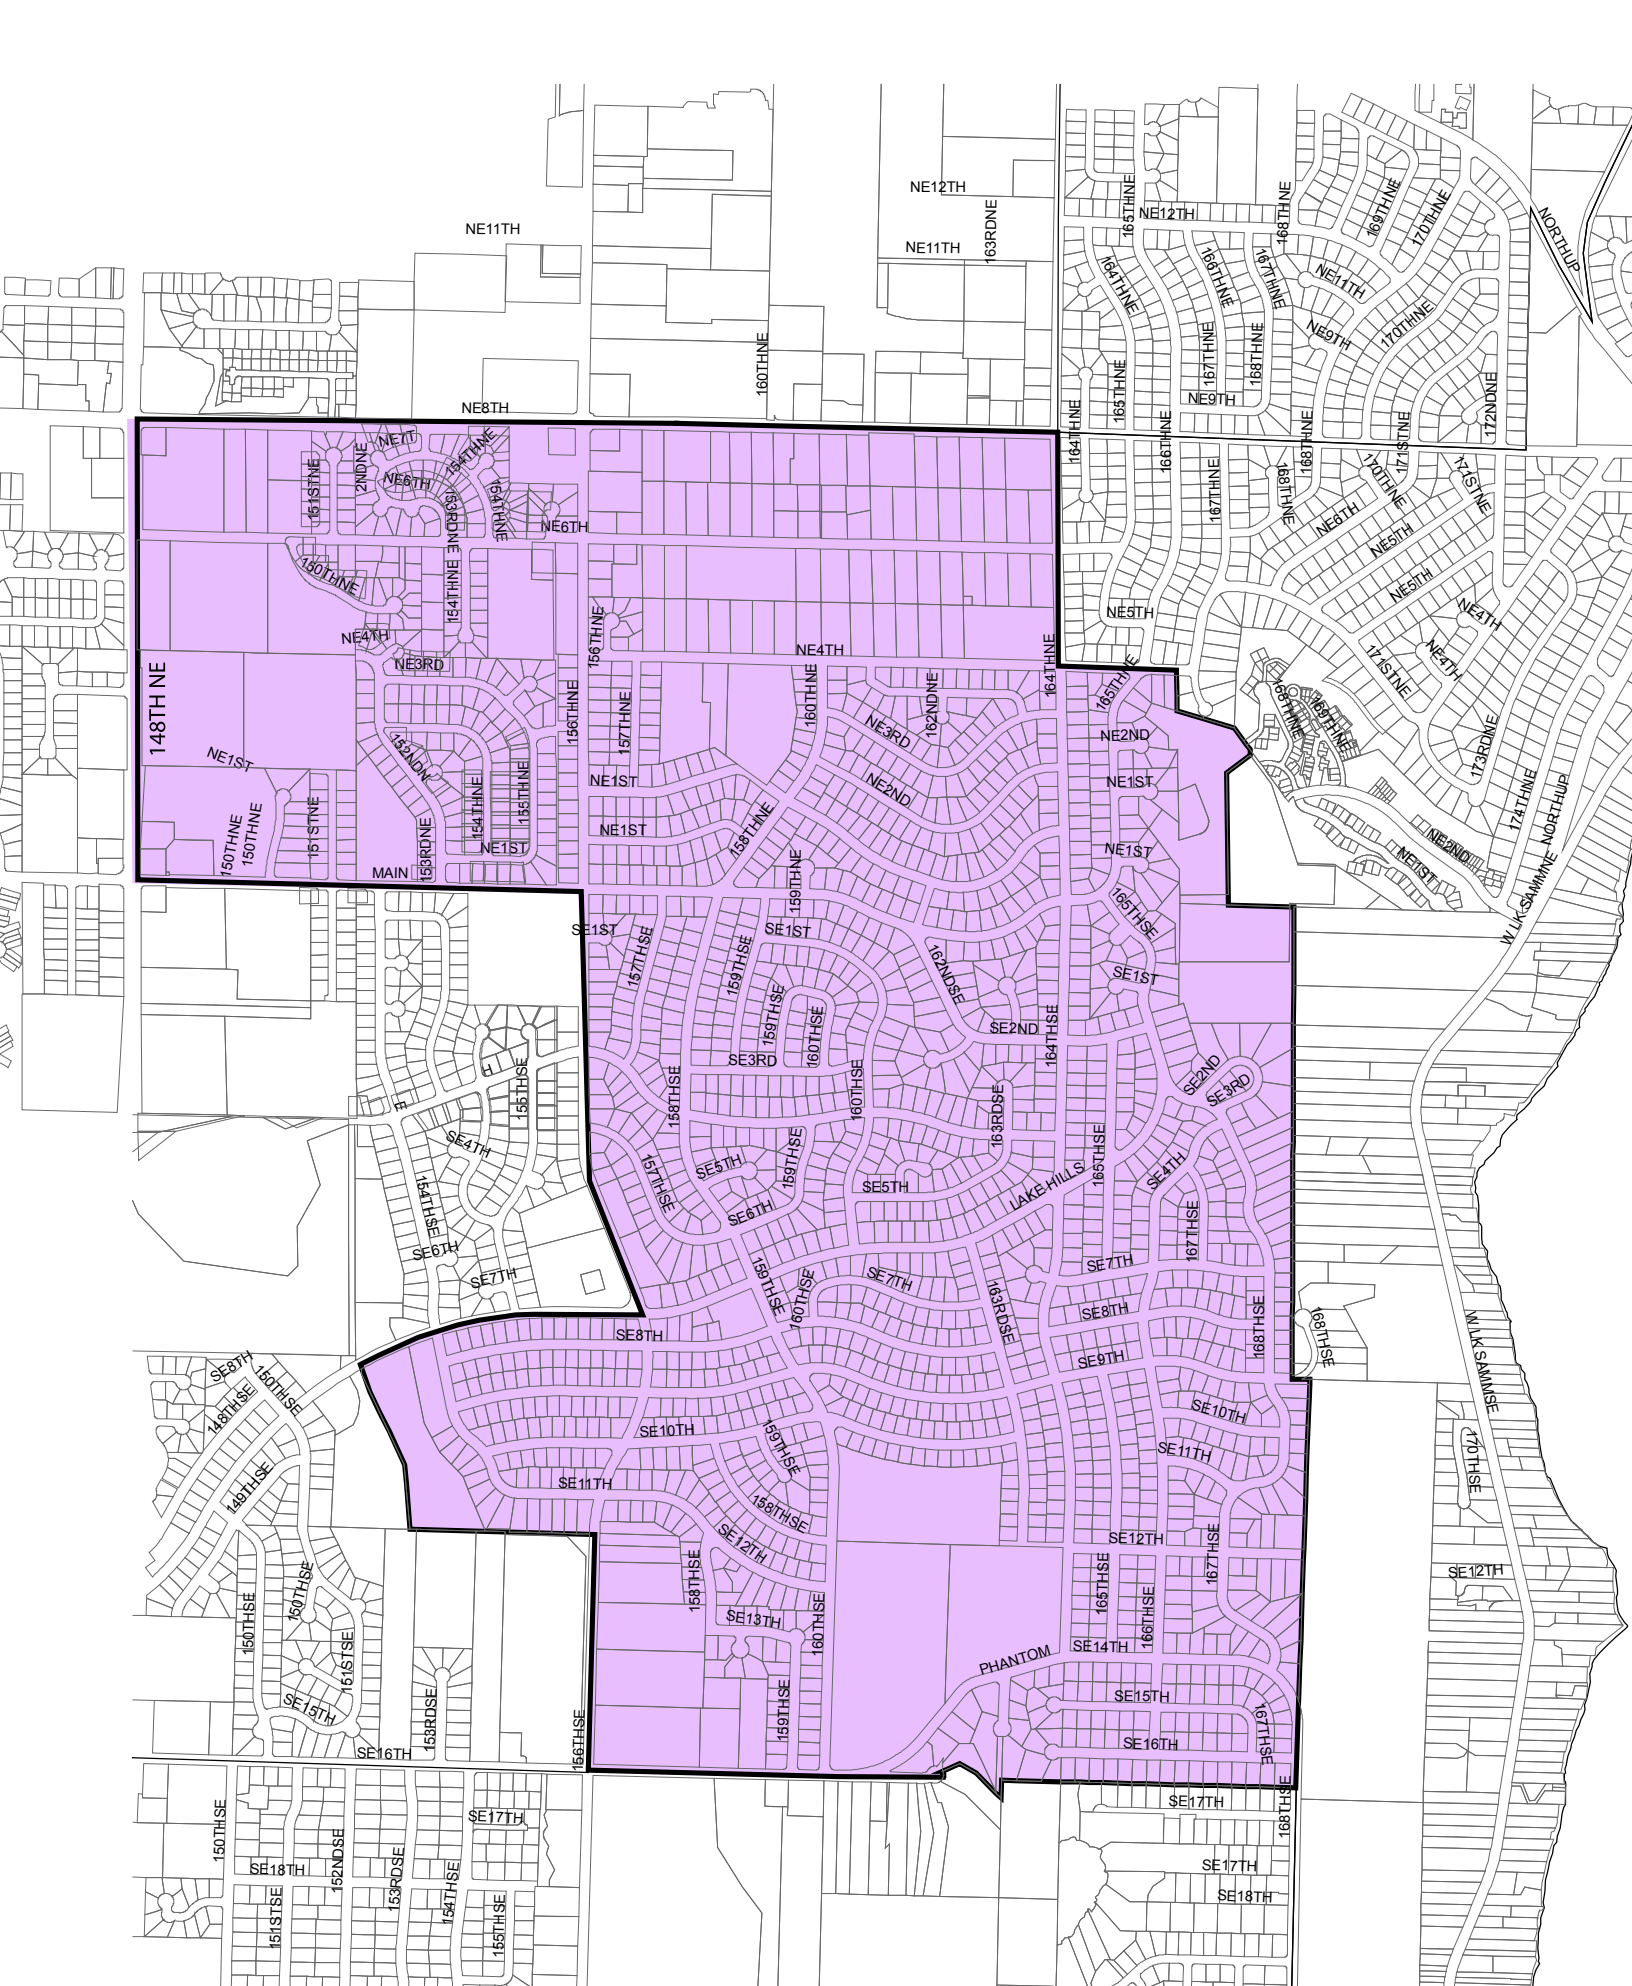 NE12TH
NE11TH
NE11TH
163RDNE
165THNE
NE12TH
168THNE
169THNE
170THNE
NORTHUP
164THNE
166THNE
167THNE
NE11TH
160THNE
165THNE
167THNE
168THNE
NE9TH
170THNE
NE9TH
172NDNE
NE8TH
164THNE
166THNE
168THNE
171STNE
NE7T
154THNE
2NDNE
151STNE
NE6TH
153RDNE
154THNE
NE6TH
167THNE
168THNE
170THNE
171STNE
NE6TH
NE5TH
NE5TH
150THNE
154THNE
156THNE
NE5TH
NE4TH
NE4TH
NE3RD
NE4TH
164THNE
165THNE
171STNE
NE4TH
148TH NE
156THNE
157THNE
160THNE
162NDNE
NE3RD
168THNE
169THNE
173RDNE
NE1ST
152NDN
NE2ND
NE1ST
NE2ND
NE1ST
174THNE
NORTHUP
150THNE
150THNE
151STNE
154THNE
155THNE
NE1ST
158THNE
NE1ST
NE2ND
NE1ST
MAIN
153RDNE
NE1ST
159THNE
165THSE
W LK SAMMNE
SE1ST
157THSE
159THSE
SE1ST
162NDSE
SE1ST
159THSE
160THSE
SE2ND
164THSE
SE3RD
SE2ND
SE3RD
H
155THSE
E
158THSE
160THSE
163RDSE
SE4TH
157THSE
SE5TH
159THSE
165THSE
SE4TH
154THSE
SE6TH
SE5TH
LAKE HILLS
167THSE
SE6TH
SE7TH
159THSE
160THSE
SE7TH
163RDSE
SE7TH
SE8TH
168THSE
168THSE
W LK SAMMSE
SE8TH
SE8TH
150THSE
148THSE
SE9TH
SE10TH
SE10TH
159THSE
SE11TH
170THSE
149THSE
SE11TH
158THSE
SE12TH
SE12TH
167THSE
SE12TH
150THSE
150THSE
158THSE
165THSE
166THSE
SE13TH
160THSE
151STSE
SE14TH
PHANTOM
SE15TH
153RDSE
159THSE
SE15TH
167THSE
156THSE
SE16TH
SE16TH
168THSE
150THSE
SE17TH
SE17TH
SE18TH
152NDSE
153RDSE
154THSE
SE17TH
SE18TH
151STSE
155THSE